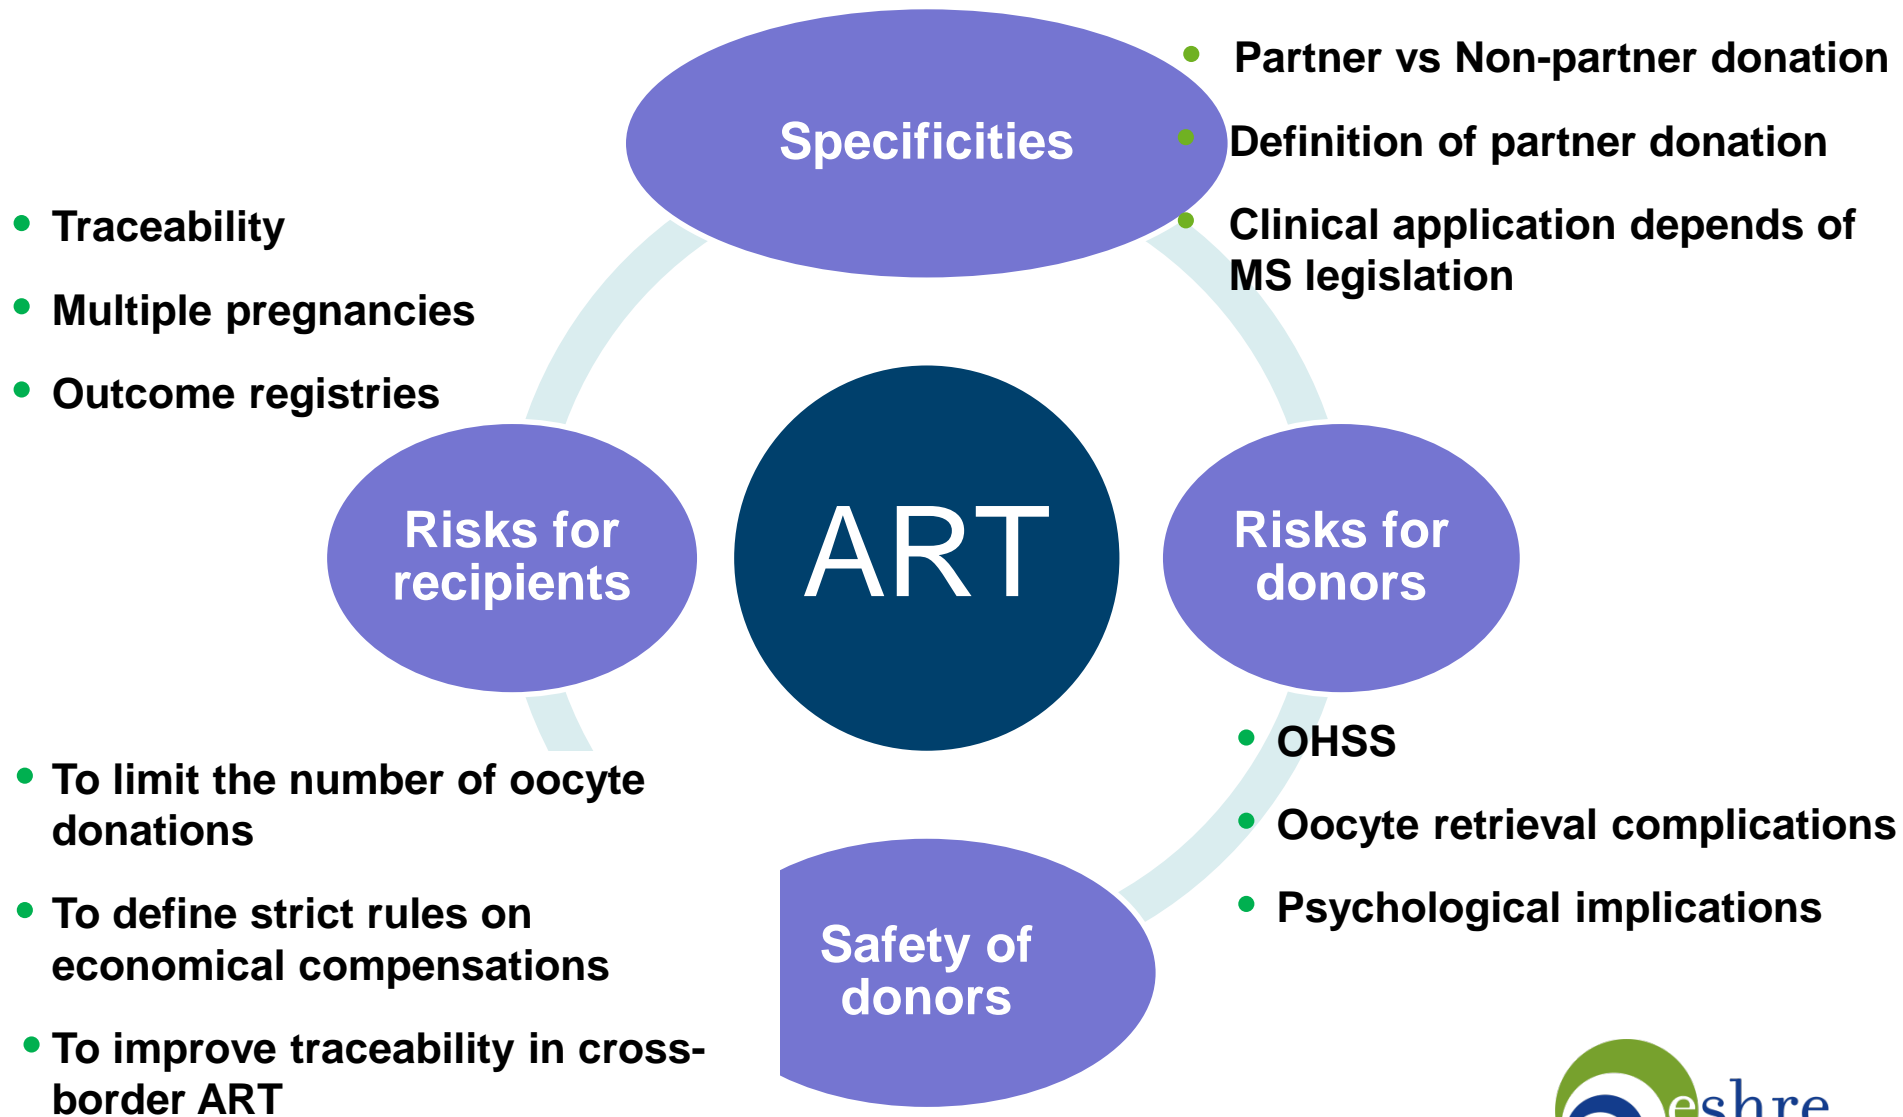 Specificities
Partner vs Non-partner donation
Definition of partner donation
Clinical application depends of
MS legislation
Traceability
Multiple pregnancies
Outcome registries
Risks for
recipients
ART
Risks for
donors
OHSS
Oocyte retrieval complications
Psychological implications
To limit the number of oocyte
donations
To define strict rules on
economical compensations
To improve traceability in cross-
border ART
Safety of
donors
eshre